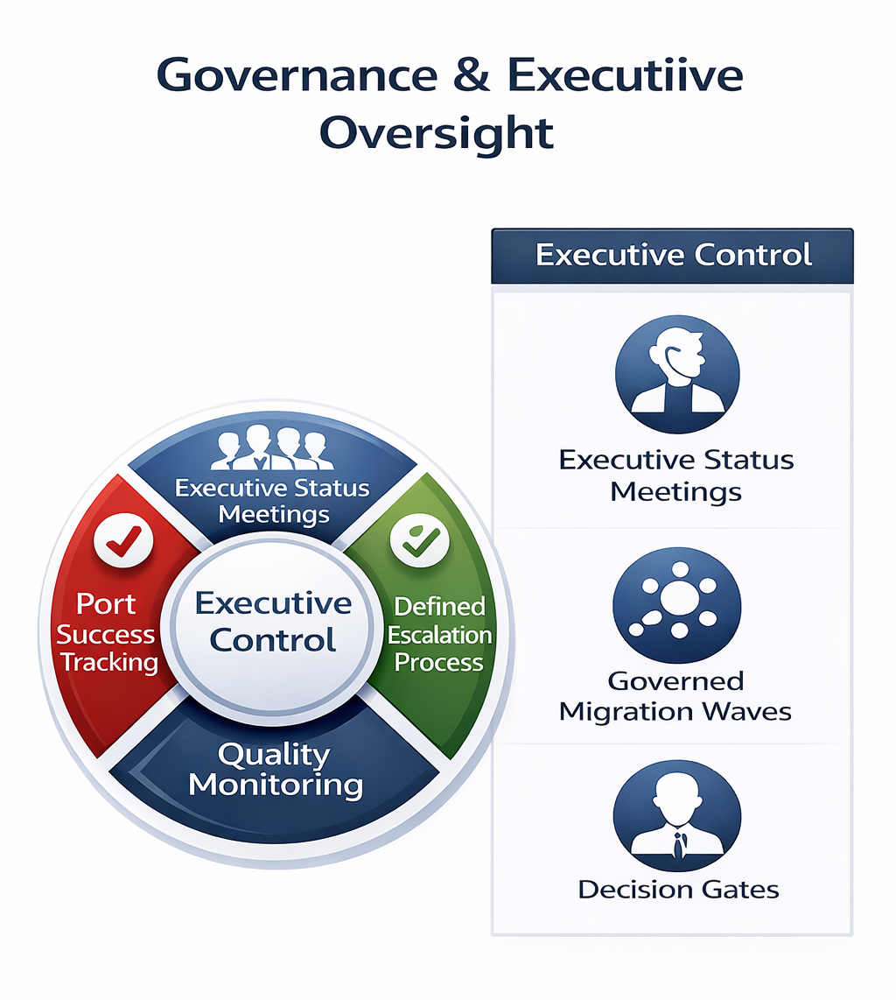 Governance & Executiive
Oversight
Executive Status
Meetings
Port
Success
Tracking
Executive
Control
Defined
Escalation
Process
Quality
Monitoring
Executive Control
Executive Status
Meetings
Governed
Migration Waves
Decision Gates